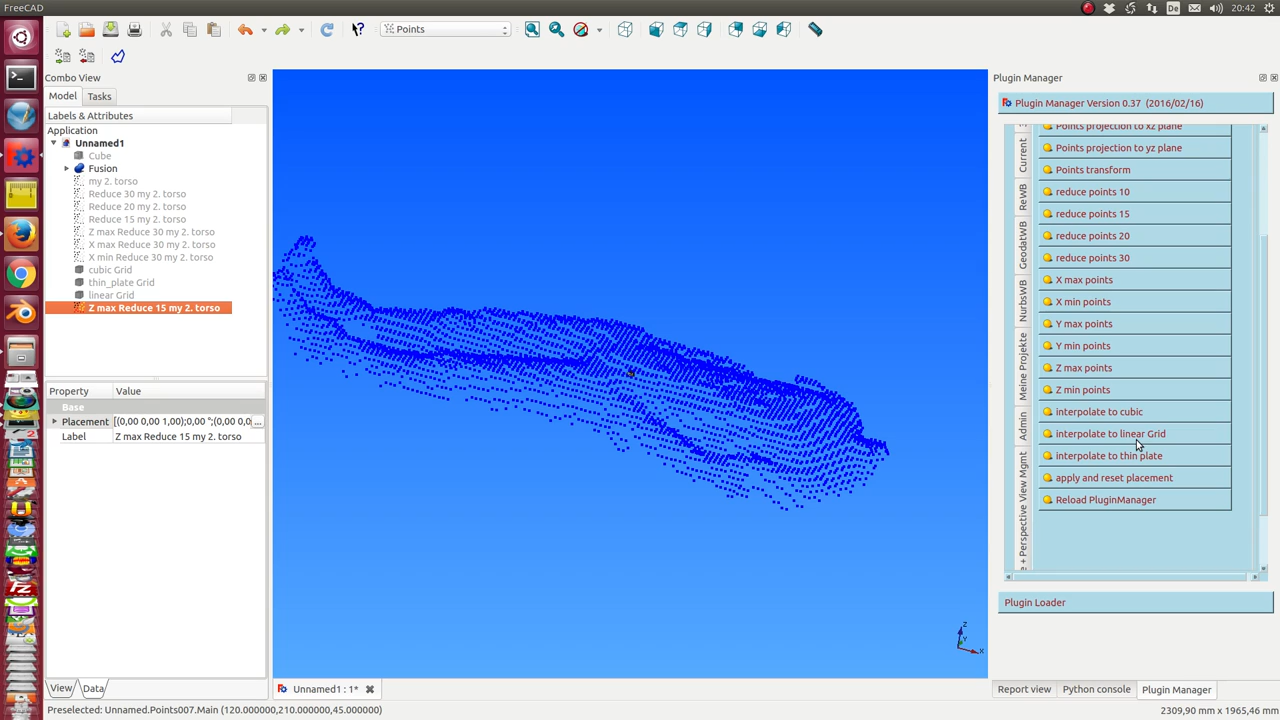 FreeCAD
De
20:42
Points
Combo View
Model
Tasks
Labels & Attributes
Application
Unnamed1
Cube
Fusion
my 2. torso
Reduce 30 my 2. torso
Reduce 20 my 2. torso
Reduce 15 my 2. torso
Z max Reduce 30 my 2. torso
X max Reduce 30 my 2. torso
X min Reduce 30 my 2. torso
cubic Grid
thin_plate Grid
linear Grid
Z max Reduce 15 my 2. torso
Property
Value
Base
Placement
[(0,00 0,00 1,00);0,00 °;(0,00 0,0
...
Label
Z max Reduce 15 my 2. torso
View
Data
Unnamed1 : 1*
Z
Y
X
Plugin Manager
Plugin Manager Version 0.37 (2016/02/16)
Current
ReWB
GeodatWB
NurbsWB
Meine Projekte
Admin
e + Perspective View Mgmt
Points projection to xz plane
Points projection to yz plane
Points transform
reduce points 10
reduce points 15
reduce points 20
reduce points 30
X max points
X min points
Y max points
Y min points
Z max points
Z min points
interpolate to cubic
interpolate to linear Grid
interpolate to thin plate
apply and reset placement
Reload PluginManager
Plugin Loader
Report view
Python console
Plugin Manager
Preselected: Unnamed.Points007.Main (120.000000,210.000000,45.000000)
2309,90 mm x 1965,46 mm